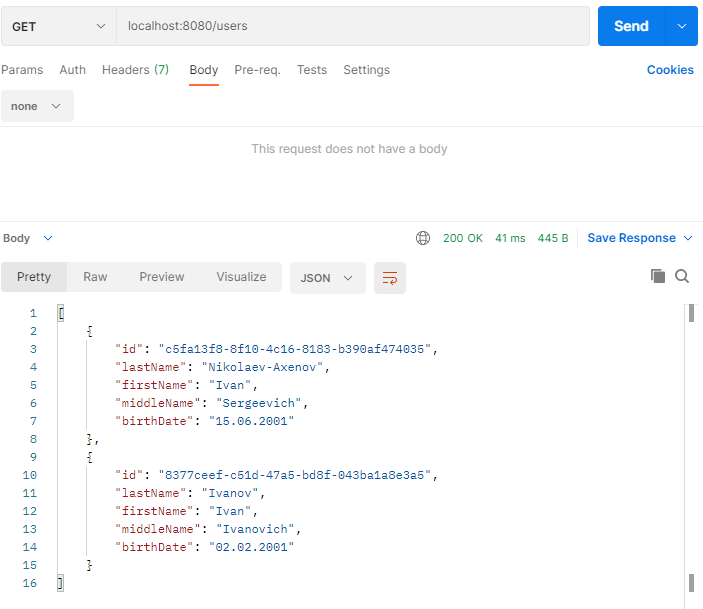 GET localhost:8080/users Send
Params Auth Headers (7) Body Pre-req. Tests Settings Cookies
none
This request does not have a body
Body 200 OK 41 ms 445 B Save Response
Pretty Raw Preview Visualize JSON
1 [
2 {
3 "id": "c5fa13f8-8f10-4c16-8183-b390af474035",
4 "lastName": "Nikolaev-Axenov",
5 "firstName": "Ivan",
6 "middleName": "Sergeevich",
7 "birthDate": "15.06.2001"
8 },
9 {
10 "id": "8377ceef-c51d-47a5-bd8f-043ba1a8e3a5",
11 "lastName": "Ivanov",
12 "firstName": "Ivan",
13 "middleName": "Ivanovich",
14 "birthDate": "02.02.2001"
15 }
16 ]